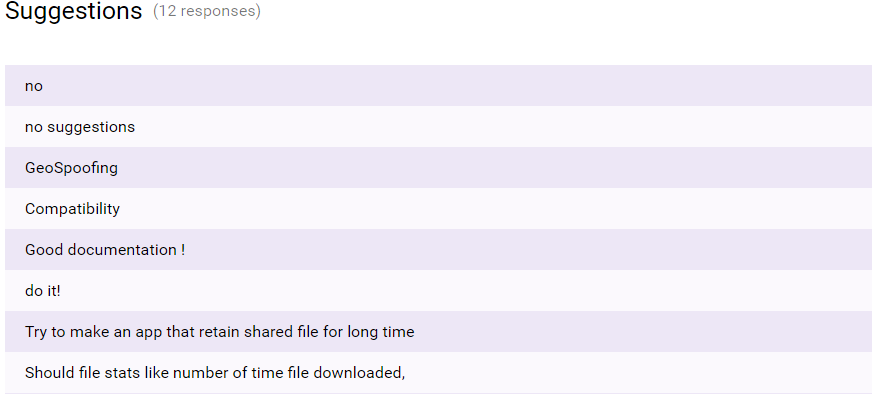 Suggestions (12 responses)
no
no suggestions
GeoSpoofing
Compatibility
Good documentation !
do it!
Try to make an app that retain shared file for long time
Should file stats like number of time file downloaded,